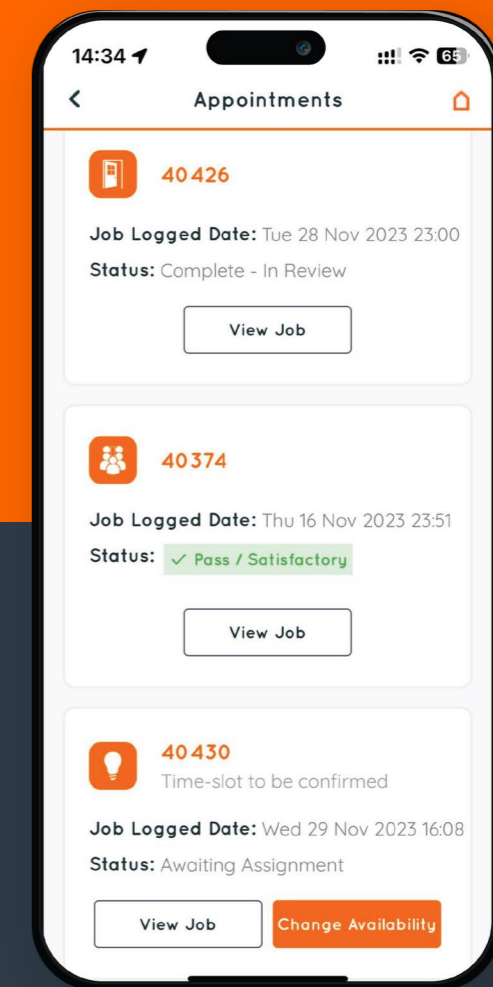 14:34 65
Appointments
40426
Job Logged Date: Tue 28 Nov 2023 23:00
Status: Complete - In Review
View Job
40374
Job Logged Date: Thu 16 Nov 2023 23:51
Status: ✓ Pass / Satisfactory
View Job
40430
Time-slot to be confirmed
Job Logged Date: Wed 29 Nov 2023 16:08
Status: Awaiting Assignment
View Job Change Availability